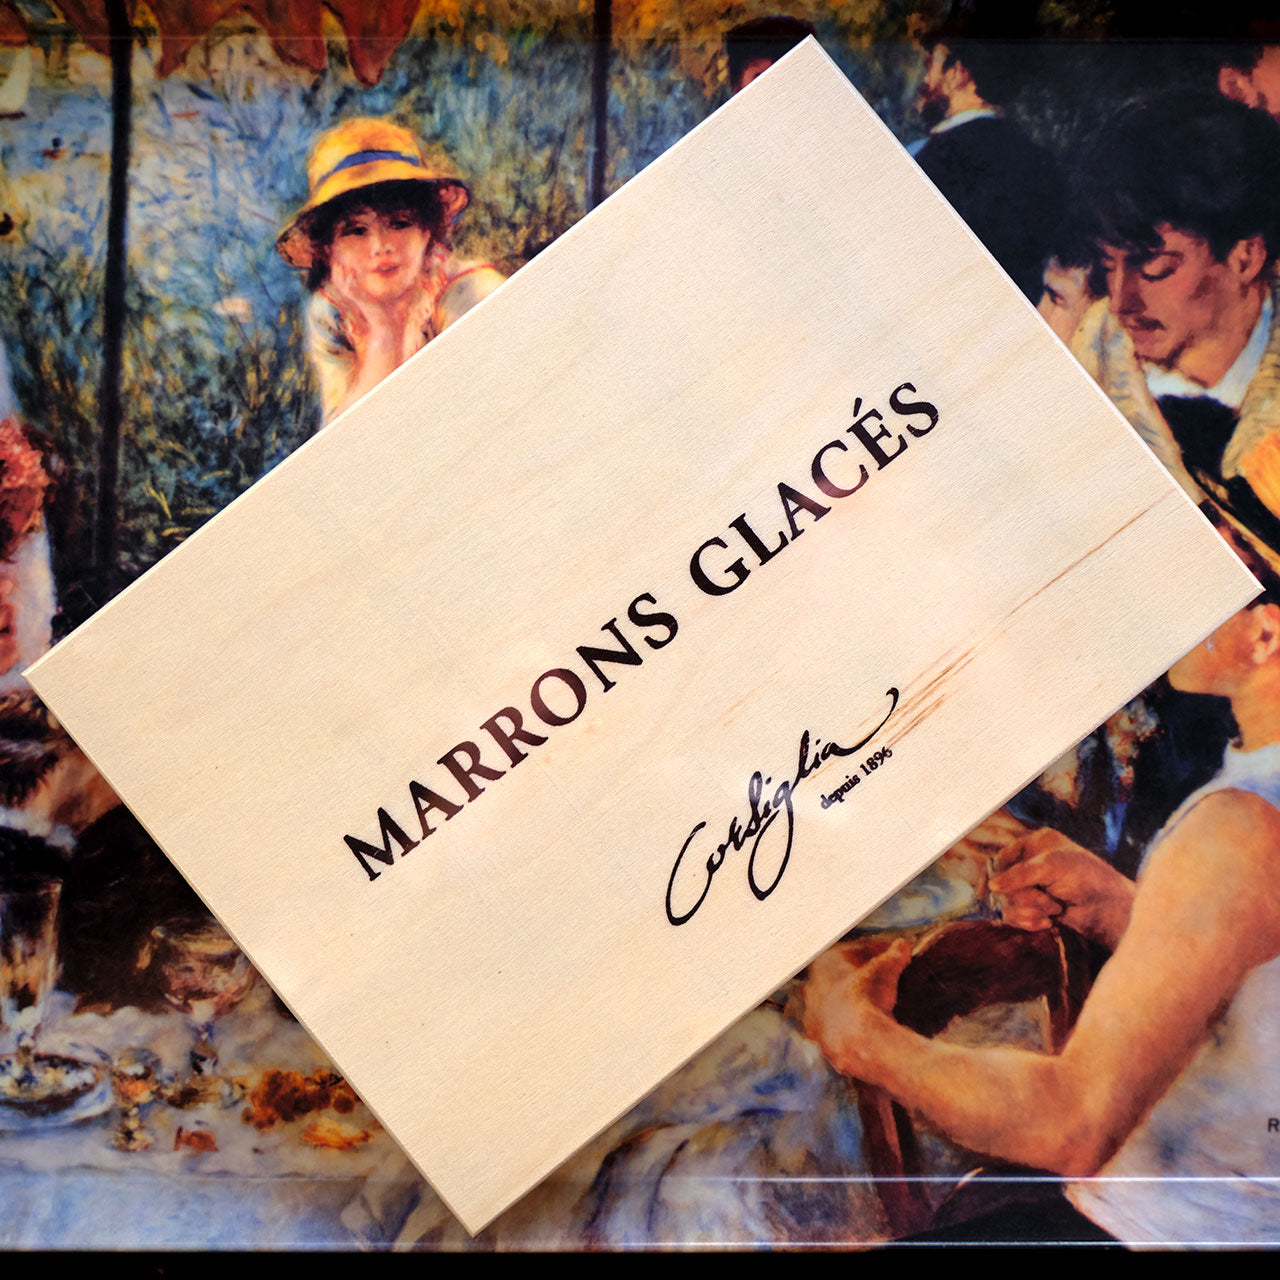 MARRONS GLACÉS
Corsiglia
depuis 1896
R